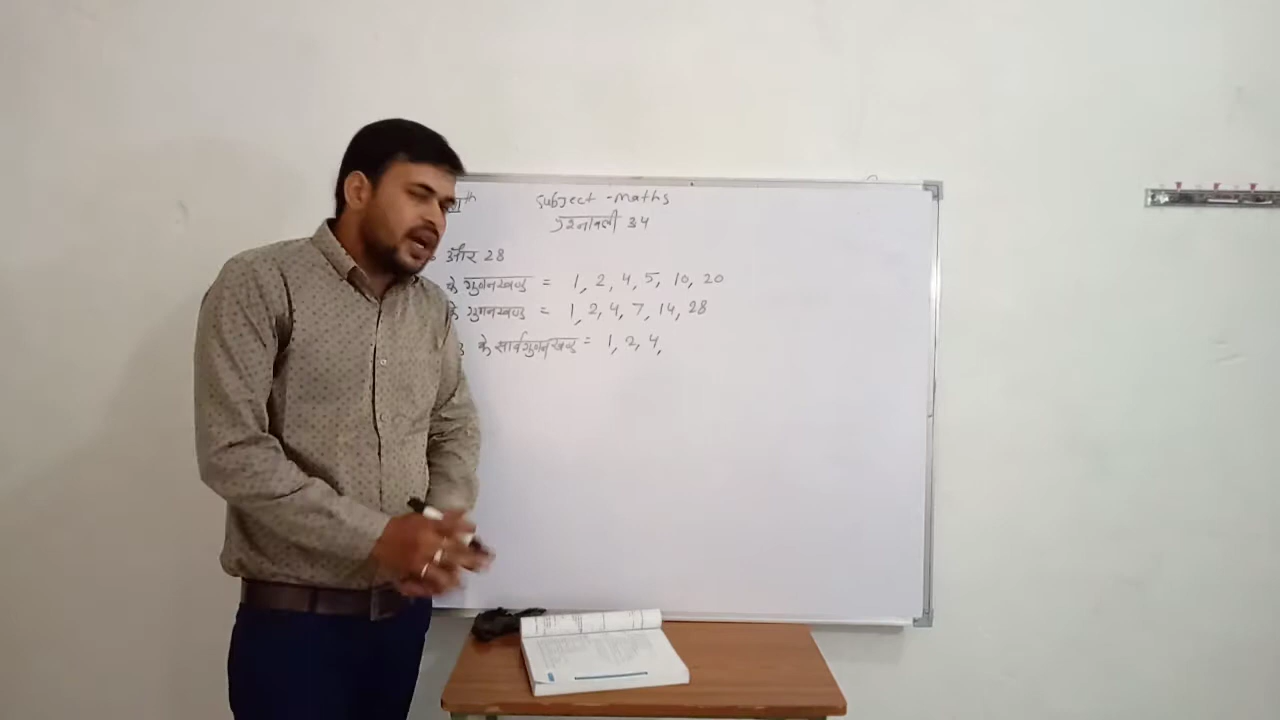 th Subject - Maths
प्रश्नावली 3.4
और 28
के गुणनखण्ड = 1, 2, 4, 5, 10, 20
के गुणनखण्ड = 1, 2, 4, 7, 14, 28
के सार्वगुणनखण्ड = 1, 2, 4,